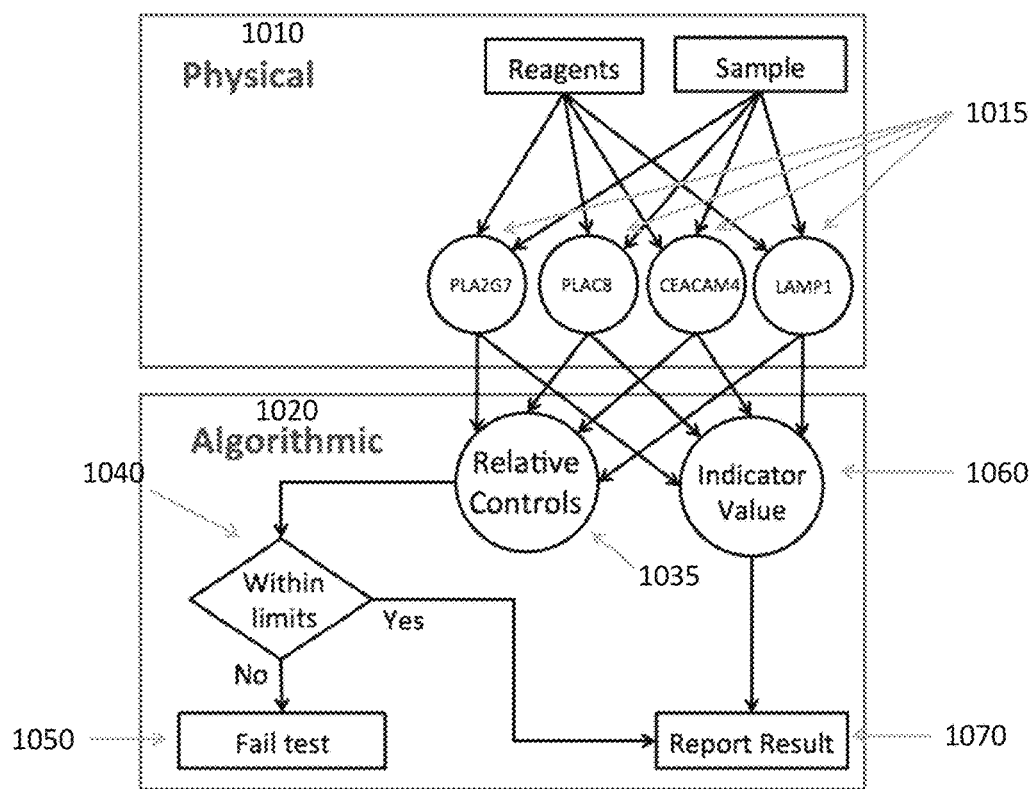 1010
Physical
Reagents
Sample
1015
PLA2G7
PLAC8
CEACAM4
LAMP1
1020
Algorithmic
1040
Relative
Controls
Indicator
Value
1060
1035
Within
limits
Yes
No
1050
Fail test
Report Result
1070